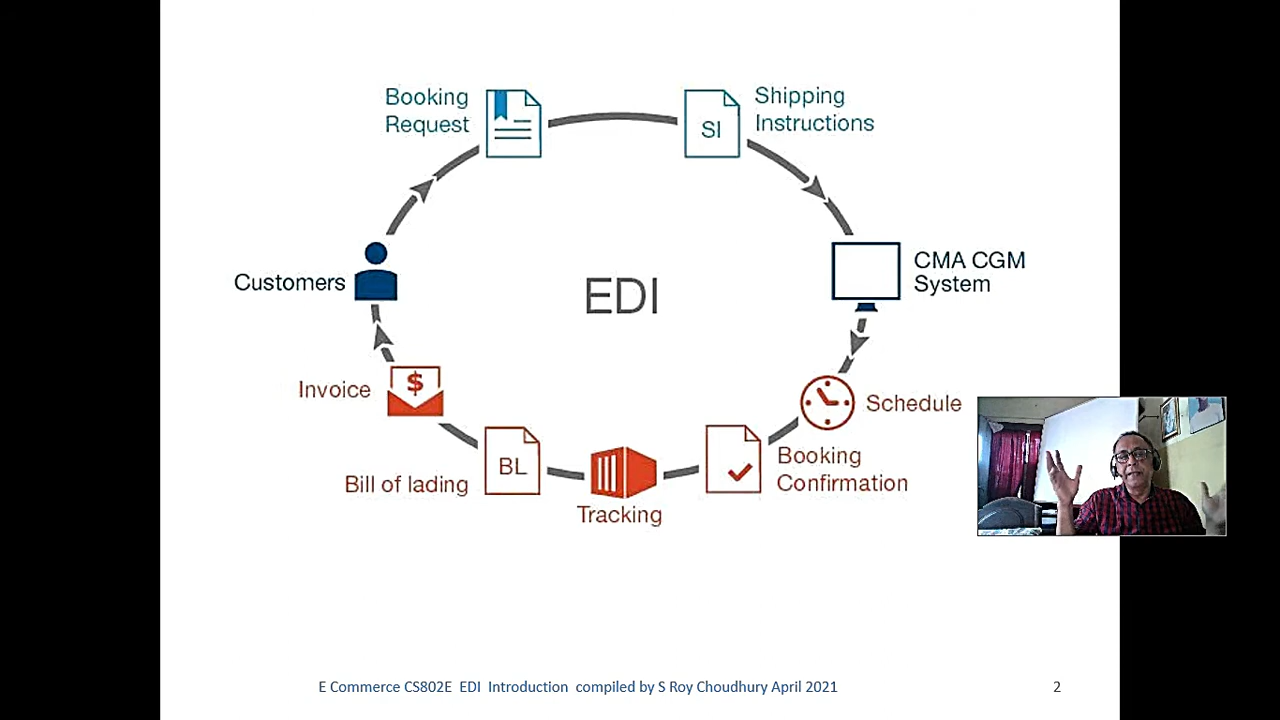 Booking
Request
SI
Shipping
Instructions
Customers
EDI
CMA CGM
System
Invoice
$
Schedule
Bill of lading
BL
Tracking
Booking
Confirmation
E Commerce CS802E EDI Introduction compiled by S Roy Choudhury April 2021
2